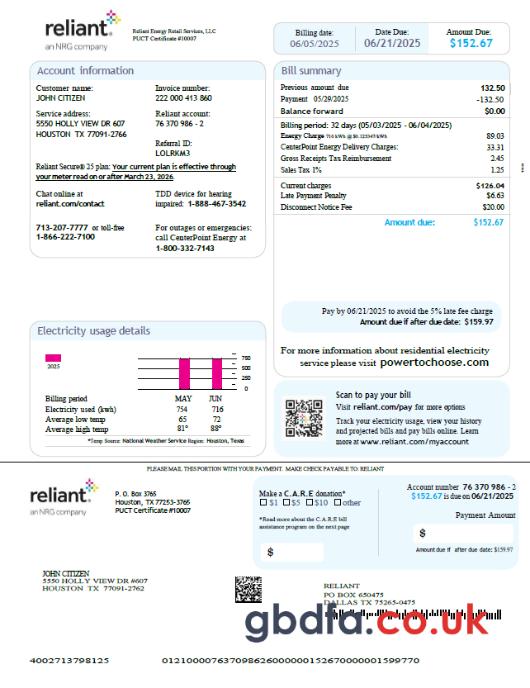 reliant
an NRG company
Reliant Energy Retail Services, LLC
PUCT Certificate #10007
Billing date:
06/05/2025
Date Due:
06/21/2025
Amount Due:
$152.67
Account information
Customer name:
JOHN CITIZEN
Invoice number:
222 000 413 860
Service address:
5550 HOLLY VIEW DR 607
HOUSTON TX 77091-2766
Reliant account:
76 370 986 - 2
Referral ID:
LOLRKM3
Reliant Secure® 25 plan: Your current plan is effective through
your meter read on or after March 23, 2026.
Chat online at
reliant.com/contact
TDD device for hearing
impaired: 1-888-467-3542
713-207-7777 or toll-free
1-866-222-7100
For outages or emergencies:
call CenterPoint Energy at
1-800-332-7143
Bill summary
Previous amount due 132.50
Payment 05/29/2025 -132.50
Balance forward $0.00
Billing period: 32 days (05/03/2025 - 06/04/2025)
Energy Charge 89.03
CenterPoint Energy Delivery Charges: 33.31
Gross Receipts Tax Reimbursement 2.45
Sales Tax 1% 1.25
Current charges $126.04
Late Payment Penalty $6.63
Disconnect Notice Fee $20.00
Amount due: $152.67
Pay by 06/21/2025 to avoid the 5% late fee charge
Amount due if after due date: $159.97
For more information about residential electricity
service please visit powertochoose.com
Electricity usage details
2025
750
500
250
0
Billing period MAY JUN
Electricity used (kwh) 754 716
Average low temp 65 72
Average high temp 81° 88°
*Temp Source: National Weather Service Region: Houston, Texas
Scan to pay your bill
Visit reliant.com/pay for more options
Track your electricity usage, view your history
and projected bills and pay bills online. Learn
more at www.reliant.com/myaccount
PLEASE MAIL THIS PORTION WITH YOUR PAYMENT. MAKE CHECK PAYABLE TO: RELIANT
reliant
an NRG company
P. O. Box 3765
Houston, TX 77253-3765
PUCT Certificate #10007
Make a C.A.R.E donation*
$1 $5 $10 other
*Read more about the C.A.R.E bill
assistance program on the next page
$
Account number 76 370 986 - 2
$152.67 is due on 06/21/2025
Payment Amount
$
Amount due if after due date: $159.97
JOHN CITIZEN
5550 HOLLY VIEW DR #607
HOUSTON TX 77091-2762
RELIANT
PO BOX 650475
DALLAS TX 75265-0475
gbdfa.co.uk
4002713798125